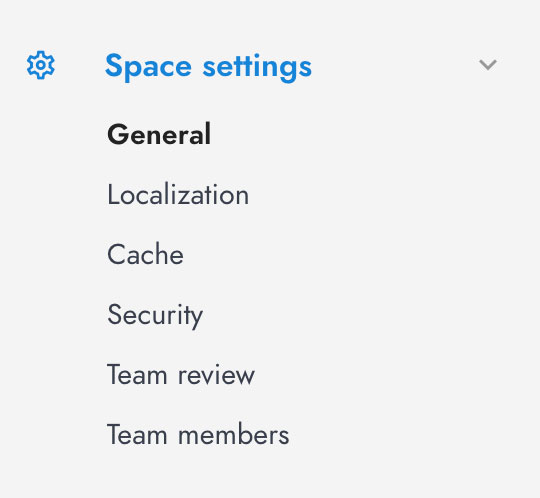 Space settings
General
Localization
Cache
Security
Team review
Team members